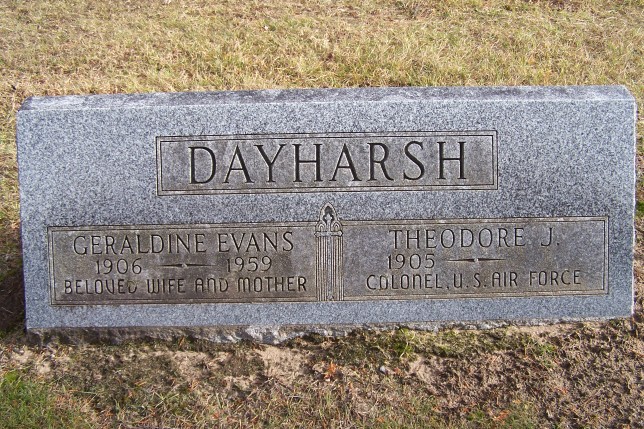 DAYHARSH
GERALDINE EVANS
1906 — 1959
BELOVED WIFE AND MOTHER
THEODORE J.
1905 —
COLONEL, U.S. AIR FORCE